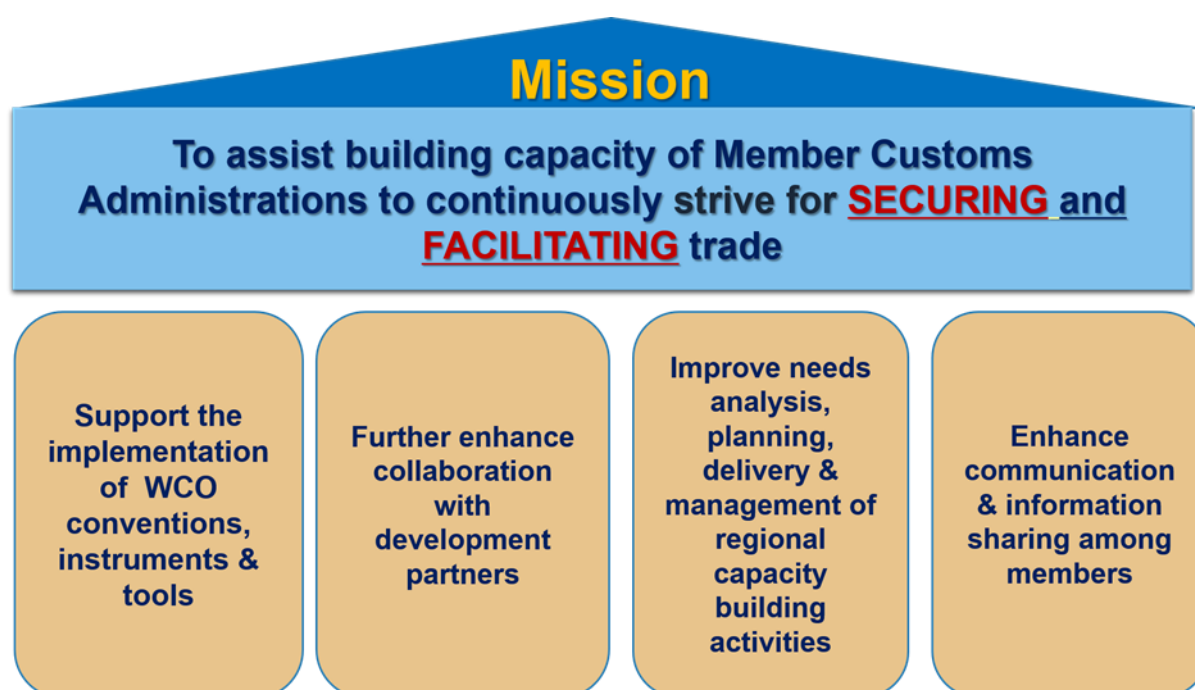 Mission
To assist building capacity of Member Customs
Administrations to continuously strive for SECURING and
FACILITATING trade
Support the
implementation
of WCO
conventions,
instruments &
tools
Further enhance
collaboration
with
development
partners
Improve needs
analysis,
planning,
delivery &
management of
regional
capacity
building
activities
Enhance
communication
& information
sharing among
members